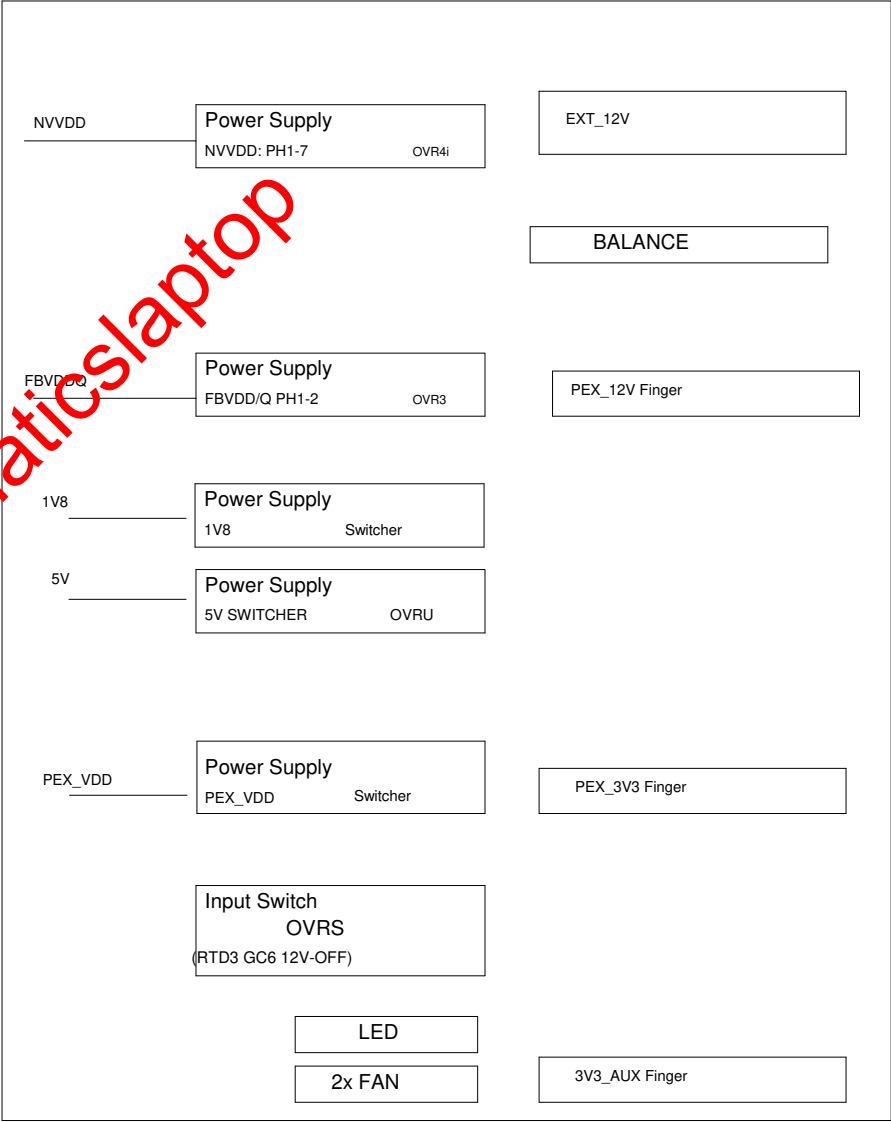 NVVDD
Power Supply
NVVDD: PH1-7 OVR4i
EXT_12V
BALANCE
FBVDDQ
Power Supply
FBVDD/Q PH1-2 OVR3
PEX_12V Finger
1V8
Power Supply
1V8 Switcher
5V
Power Supply
5V SWITCHER OVRU
PEX_VDD
Power Supply
PEX_VDD Switcher
PEX_3V3 Finger
Input Switch
OVRS
(RTD3 GC6 12V-OFF)
LED
2x FAN
3V3_AUX Finger
aticslaptop